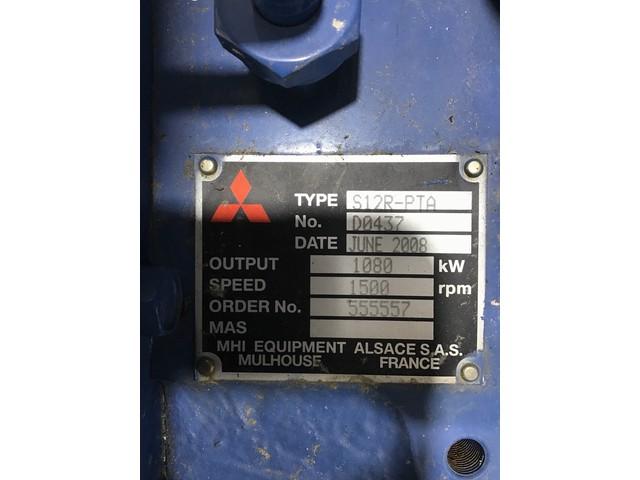 TYPE S12R-PTA
No. D0437
DATE JUNE 2008
OUTPUT 1080 kW
SPEED 1500 rpm
ORDER No. 555557
MAS
MHI EQUIPMENT ALSACE S.A.S.
MULHOUSE FRANCE